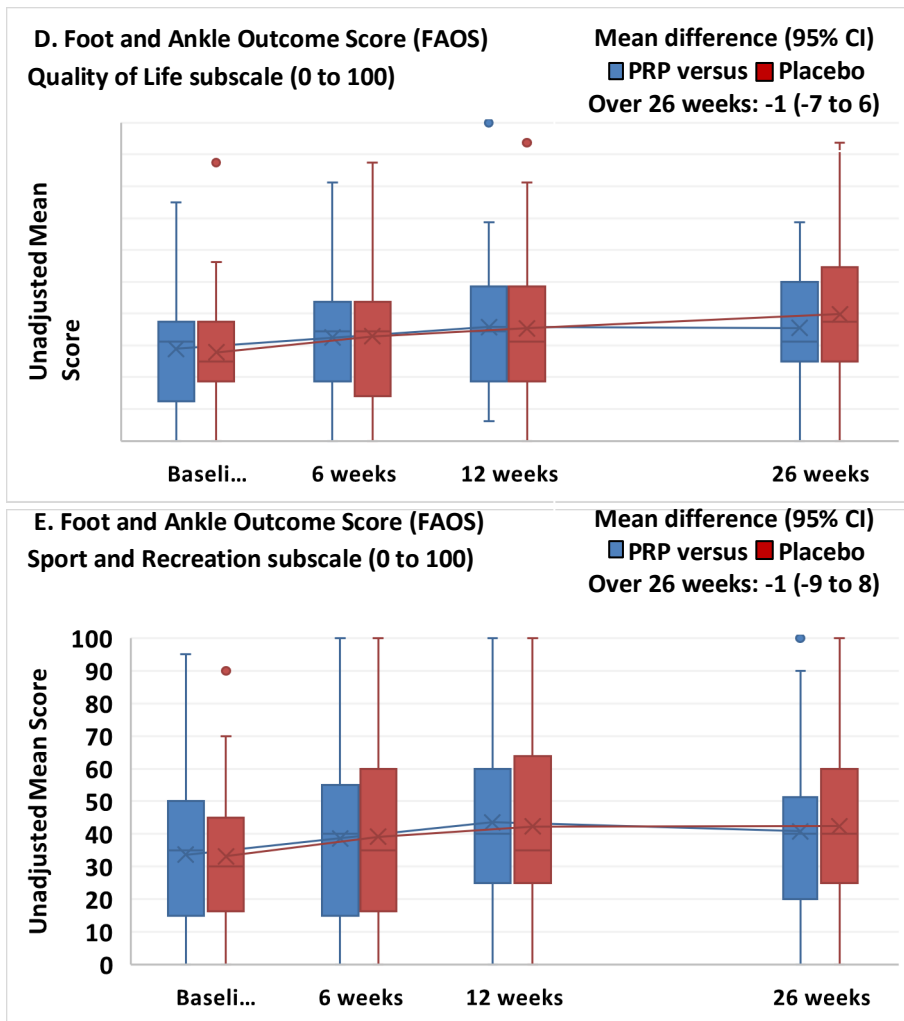 D. Foot and Ankle Outcome Score (FAOS)
Quality of Life subscale (0 to 100)
Mean difference (95% CI)
PRP versus Placebo
Over 26 weeks: -1 (-7 to 6)
Unadjusted Mean
Score
Baseli...
6 weeks
12 weeks
26 weeks
E. Foot and Ankle Outcome Score (FAOS)
Sport and Recreation subscale (0 to 100)
Mean difference (95% CI)
PRP versus Placebo
Over 26 weeks: -1 (-9 to 8)
Unadjusted Mean Score
100
90
80
70
60
50
40
30
20
10
0
Baseli...
6 weeks
12 weeks
26 weeks